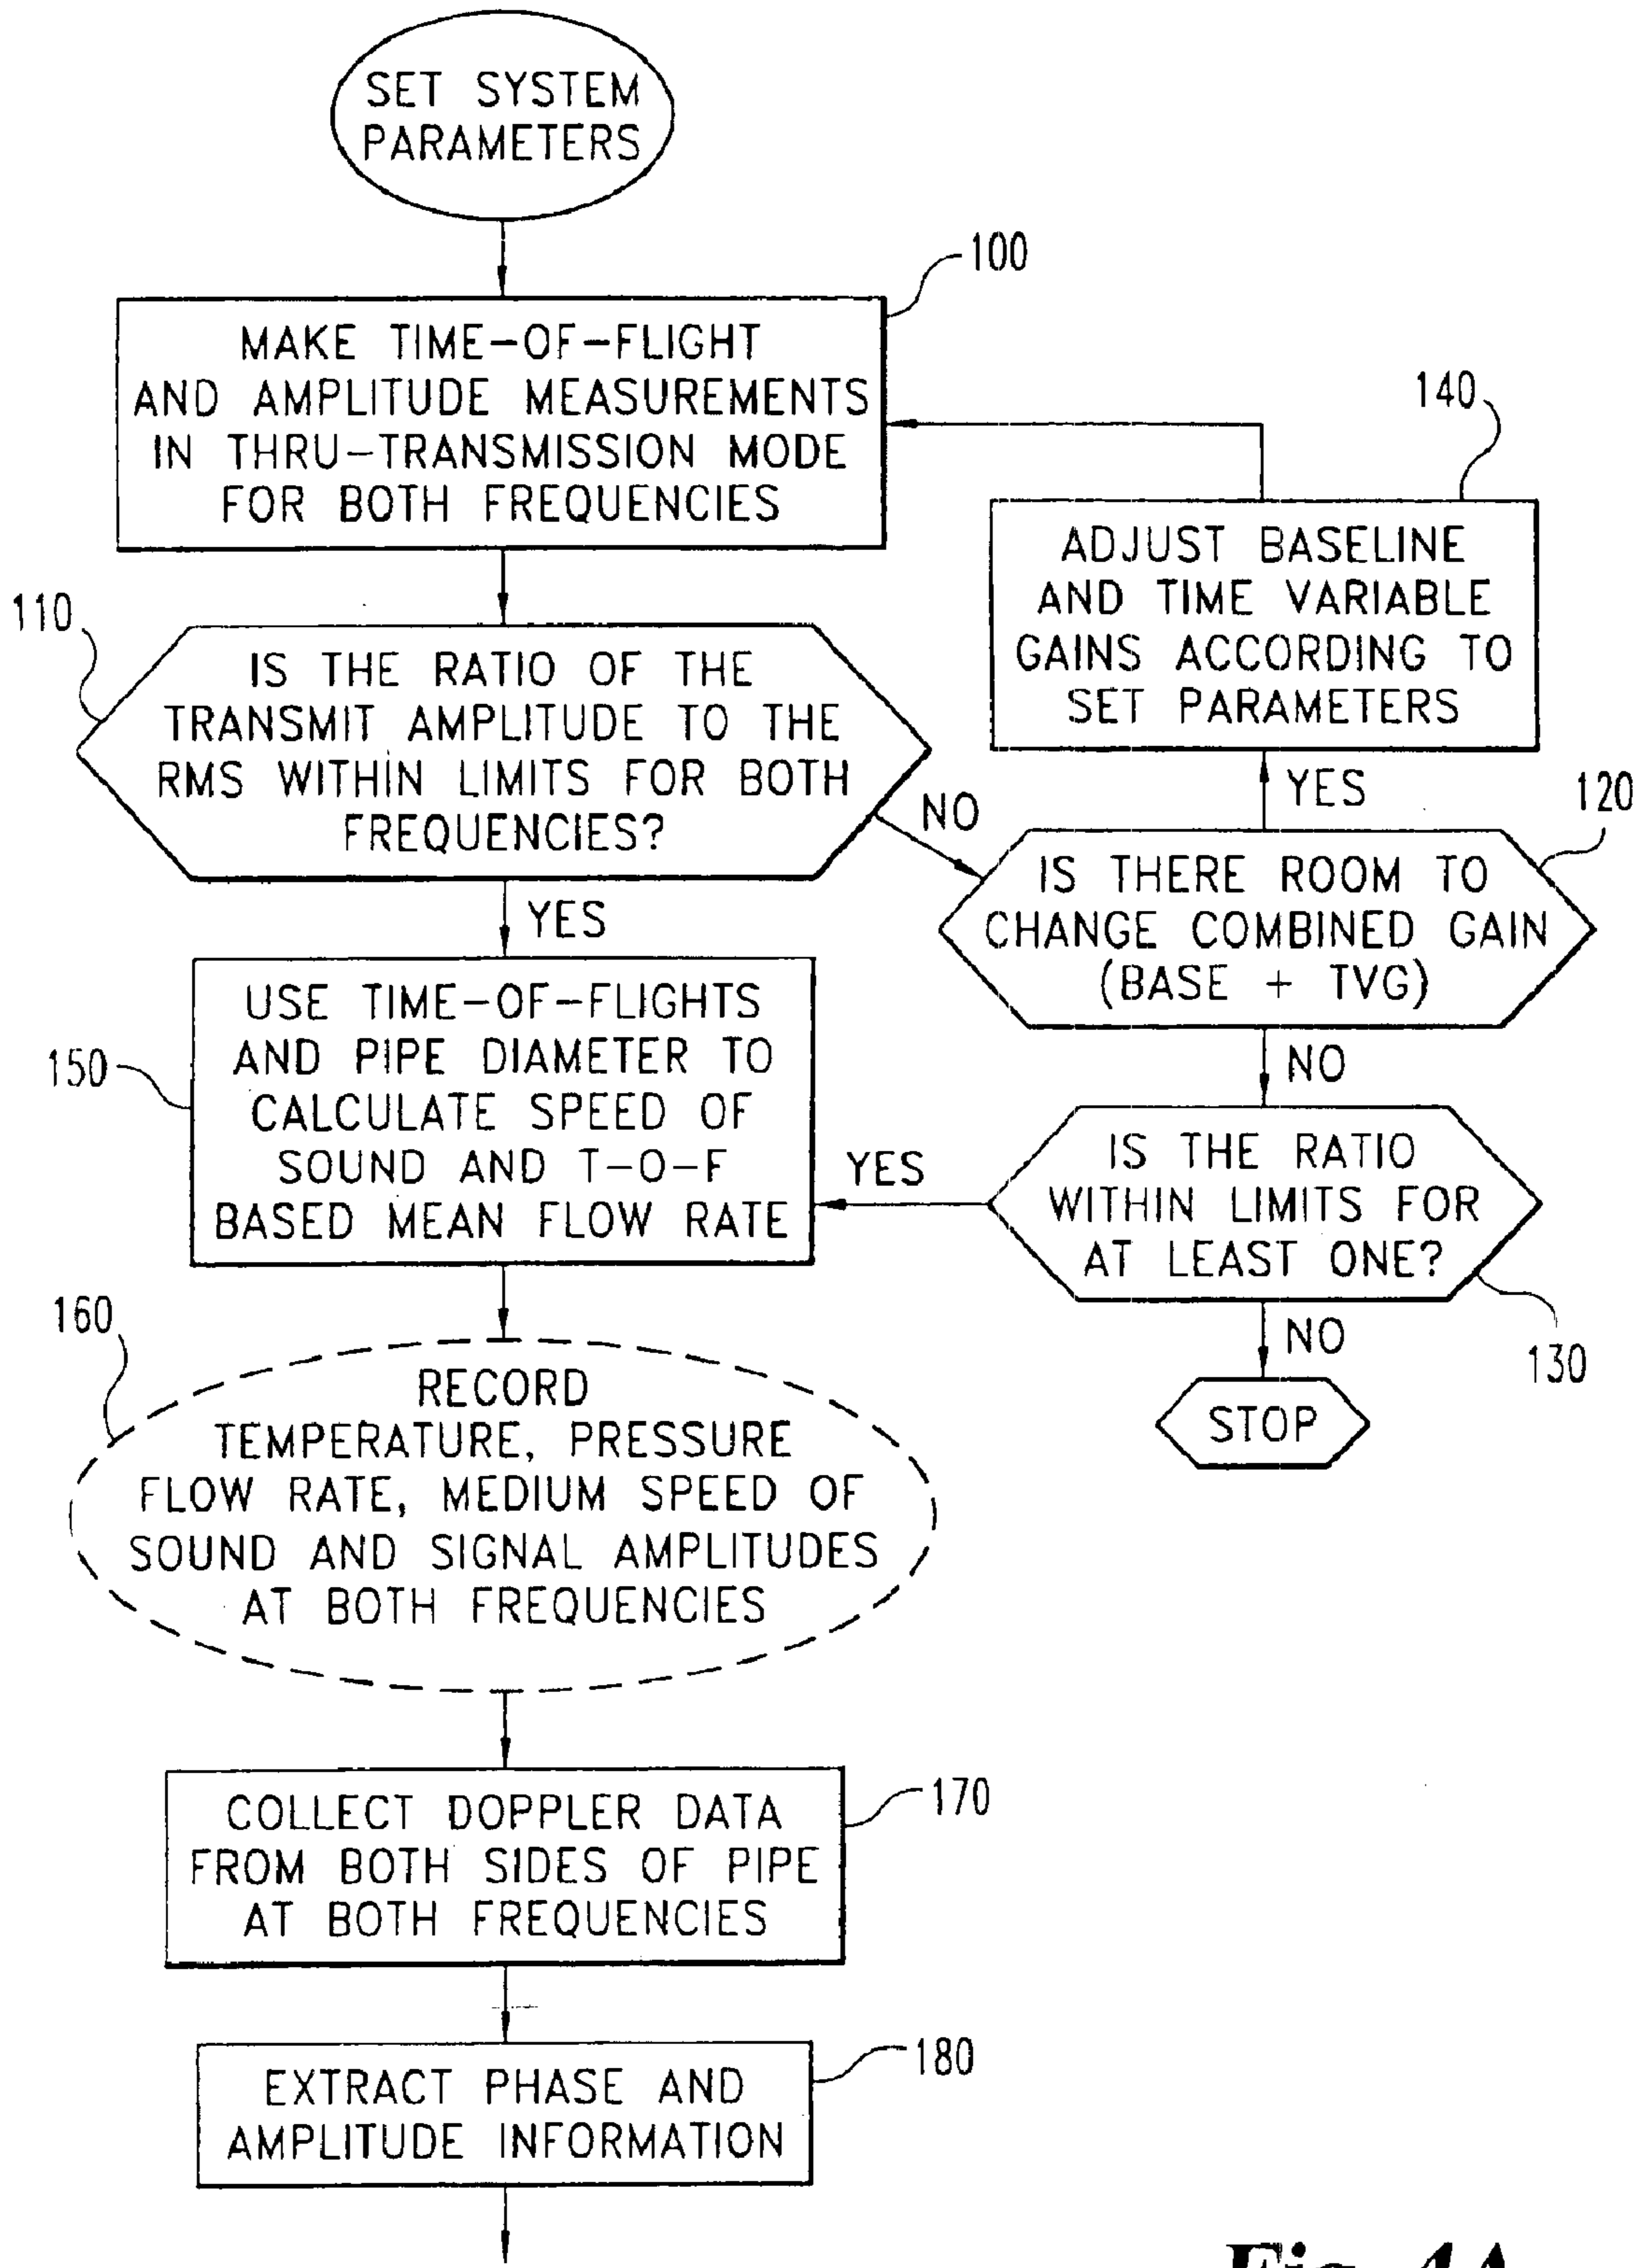 SET SYSTEM
PARAMETERS
100
MAKE TIME-OF-FLIGHT
AND AMPLITUDE MEASUREMENTS
IN THRU-TRANSMISSION MODE
FOR BOTH FREQUENCIES
140
ADJUST BASELINE
AND TIME VARIABLE
GAINS ACCORDING TO
SET PARAMETERS
110
IS THE RATIO OF THE
TRANSMIT AMPLITUDE TO THE
RMS WITHIN LIMITS FOR BOTH
FREQUENCIES?
NO
YES
120
IS THERE ROOM TO
CHANGE COMBINED GAIN
(BASE + TVG)
YES
NO
150
USE TIME-OF-FLIGHTS
AND PIPE DIAMETER TO
CALCULATE SPEED OF
SOUND AND T-O-F
BASED MEAN FLOW RATE
YES
IS THE RATIO
WITHIN LIMITS FOR
AT LEAST ONE?
130
NO
STOP
160
RECORD
TEMPERATURE, PRESSURE
FLOW RATE, MEDIUM SPEED OF
SOUND AND SIGNAL AMPLITUDES
AT BOTH FREQUENCIES
170
COLLECT DOPPLER DATA
FROM BOTH SIDES OF PIPE
AT BOTH FREQUENCIES
180
EXTRACT PHASE AND
AMPLITUDE INFORMATION
Fig. 4A